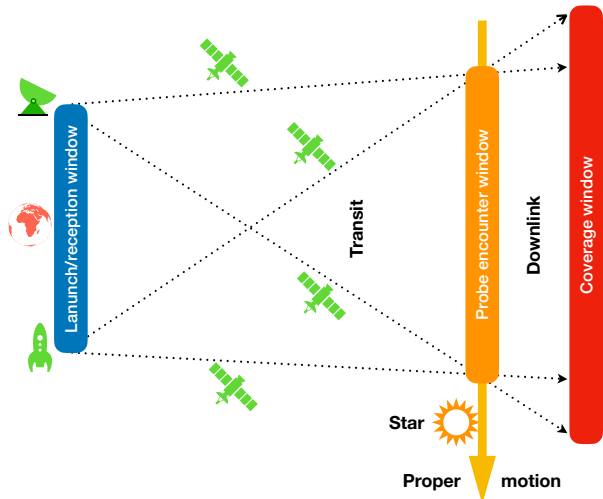 Lanunch/reception window
Transit
Probe encounter window
Downlink
Coverage window
Star
Proper motion